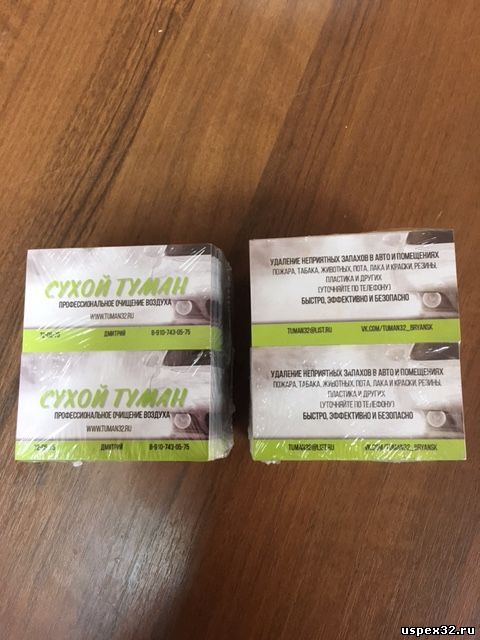 СУХОЙ ТУМАН
ПРОФЕССИОНАЛЬНОЕ ОЧИЩЕНИЕ ВОЗДУХА
WWW.TUMAN32.RU
ДМИТРИЙ 8-910-743-05-75
СУХОЙ ТУМАН
ПРОФЕССИОНАЛЬНОЕ ОЧИЩЕНИЕ ВОЗДУХА
WWW.TUMAN32.RU
ДМИТРИЙ 8-910-743-05-75
УДАЛЕНИЕ НЕПРИЯТНЫХ ЗАПАХОВ В АВТО И ПОМЕЩЕНИЯХ
ПОЖАРА, ТАБАКА, ЖИВОТНЫХ, ПОТА, ЛАКА И КРАСКИ, РЕЗИНЫ,
ПЛАСТИКА И ДРУГИХ
(УТОЧНЯЙТЕ ПО ТЕЛЕФОНУ)
БЫСТРО, ЭФФЕКТИВНО И БЕЗОПАСНО
TUMAN32@LIST.RU VK.COM/TUMAN32_BRYANSK
УДАЛЕНИЕ НЕПРИЯТНЫХ ЗАПАХОВ В АВТО И ПОМЕЩЕНИЯХ
ПОЖАРА, ТАБАКА, ЖИВОТНЫХ, ПОТА, ЛАКА И КРАСКИ, РЕЗИНЫ,
ПЛАСТИКА И ДРУГИХ
(УТОЧНЯЙТЕ ПО ТЕЛЕФОНУ)
БЫСТРО, ЭФФЕКТИВНО И БЕЗОПАСНО
TUMAN32@LIST.RU VK.COM/TUMAN32_BRYANSK
uspex32.ru